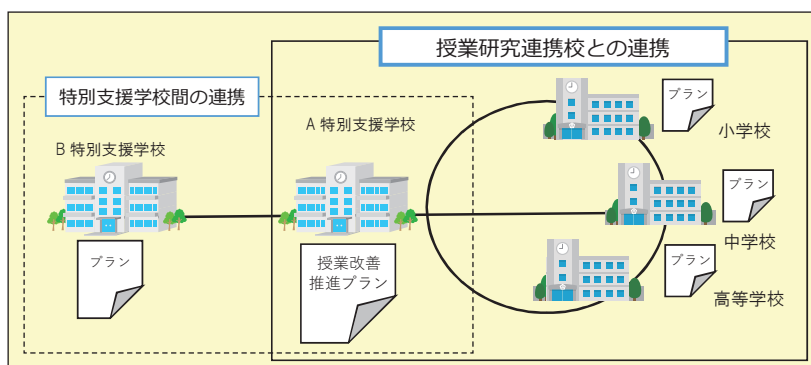 授業研究連携校との連携
特別支援学校間の連携
A 特別支援学校
B 特別支援学校
プラン
小学校
プラン
中学校
プラン
高等学校
プラン
授業改善
推進プラン